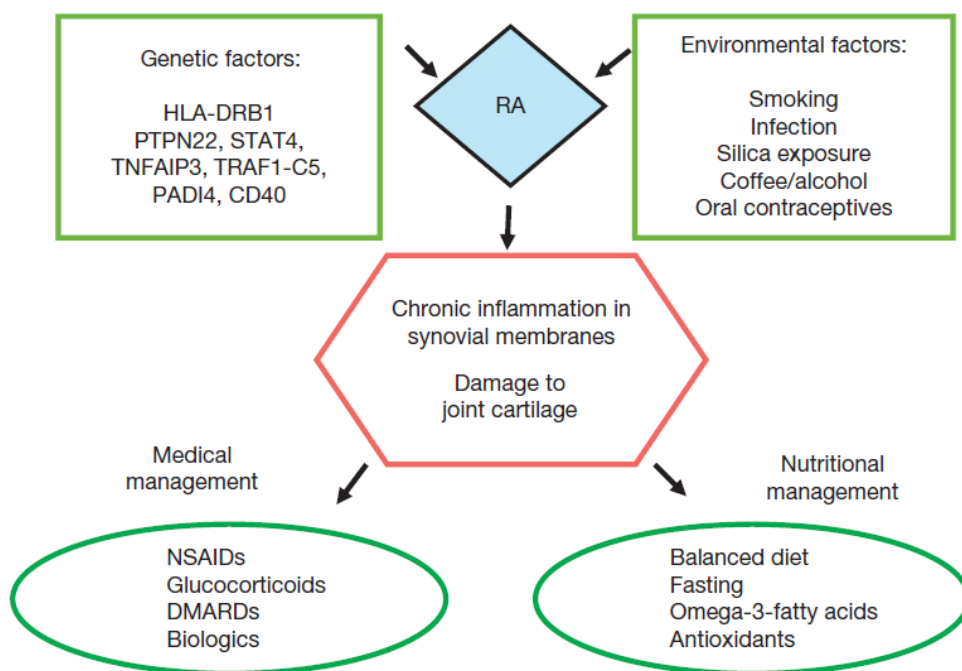 Genetic factors:
HLA-DRB1
PTPN22, STAT4,
TNFAIP3, TRAF1-C5,
PADI4, CD40
RA
Environmental factors:
Smoking
Infection
Silica exposure
Coffee/alcohol
Oral contraceptives
Chronic inflammation in
synovial membranes
Damage to
joint cartilage
Medical
management
NSAIDs
Glucocorticoids
DMARDs
Biologics
Nutritional
management
Balanced diet
Fasting
Omega-3-fatty acids
Antioxidants